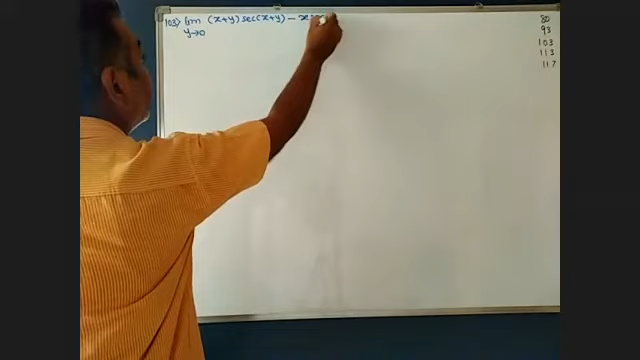 103) lim (x+y) sec(x+y) - x
y→0
80
93
103
113
117